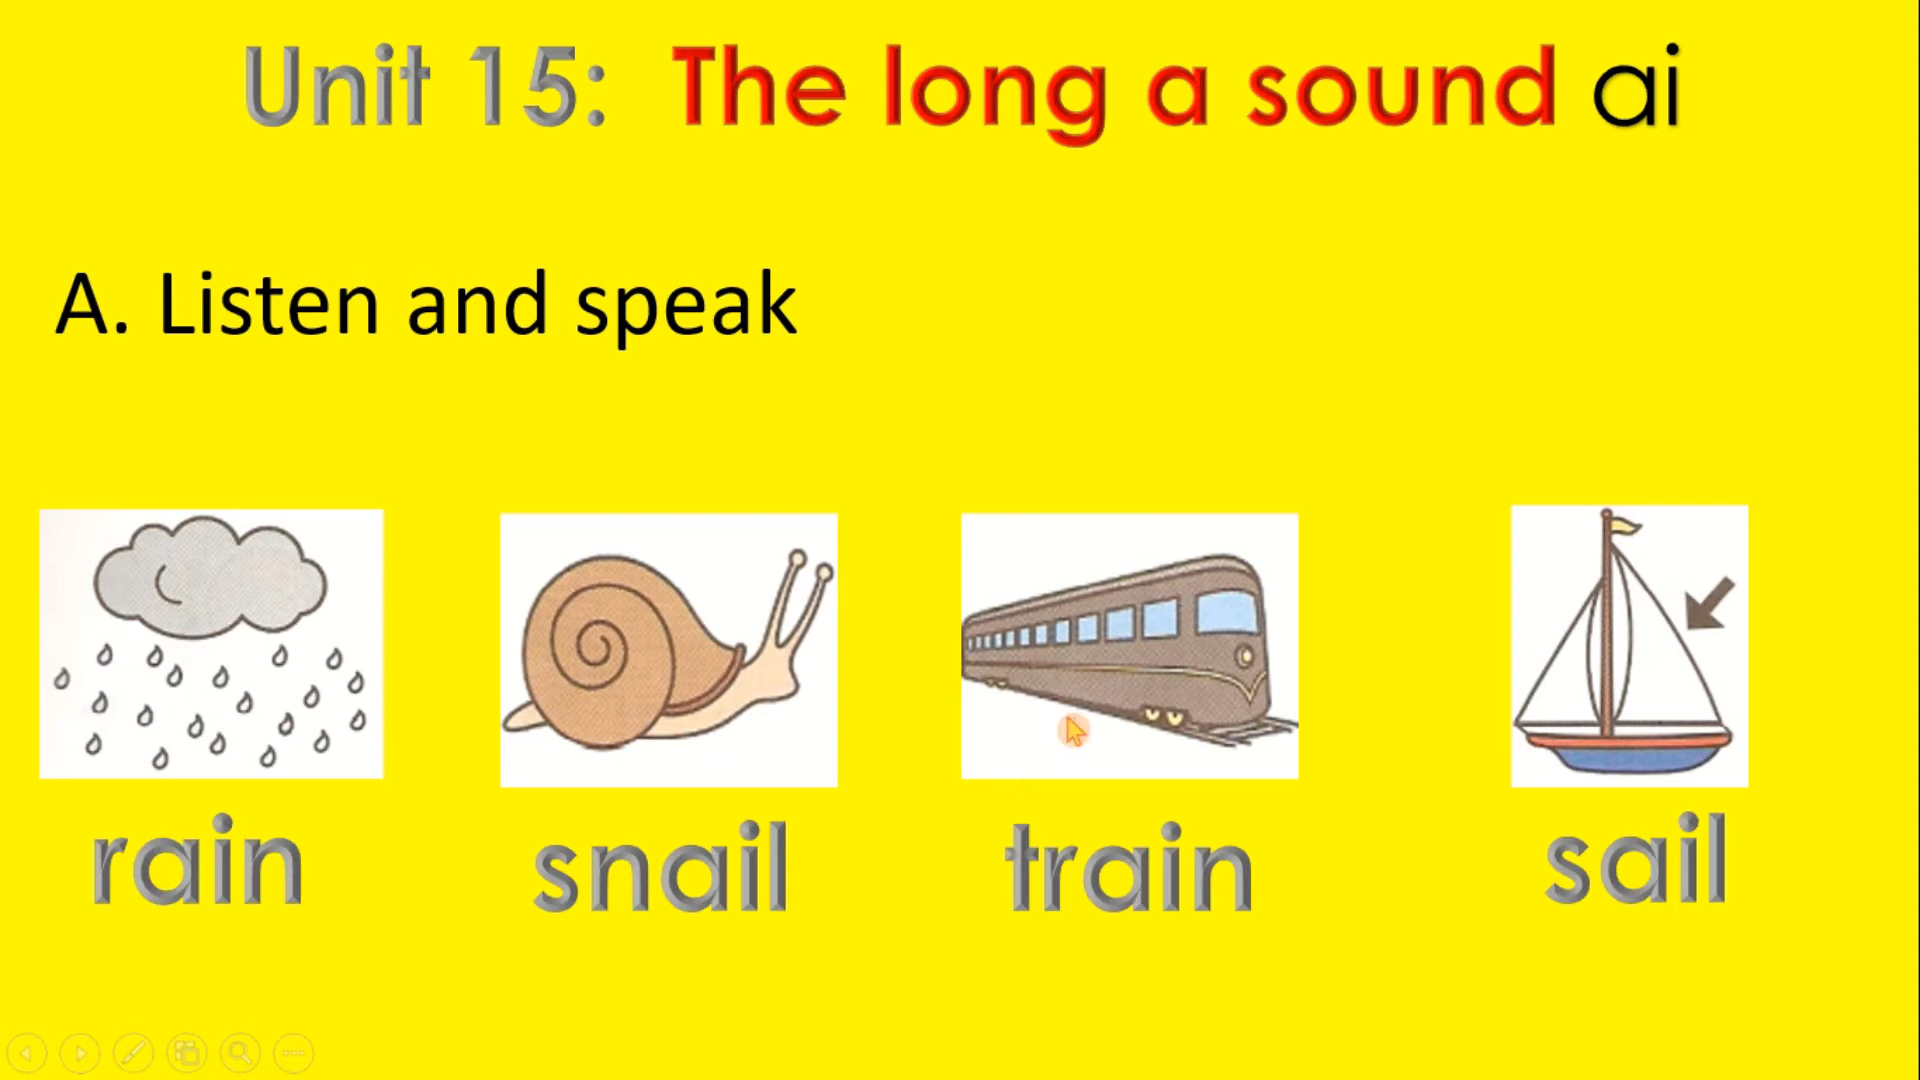 Unit 15: The long a sound ai
A. Listen and speak
rain snail train sail